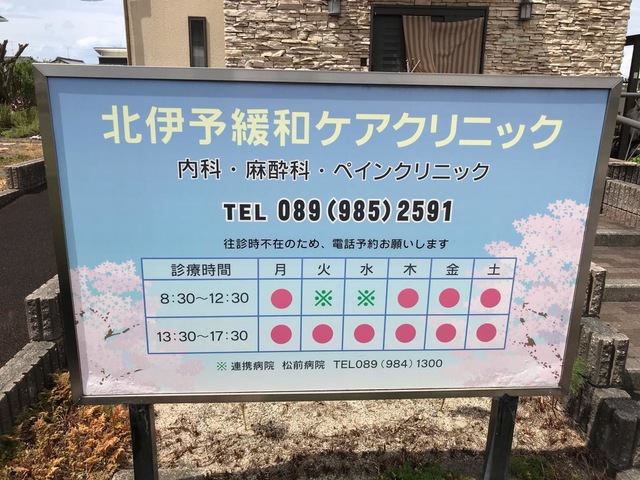 北伊予緩和ケアクリニック
内科・麻酔科・ペインクリニック
TEL 089(985)2591
往診時不在のため、電話予約お願いします
診療時間 月 火 水 木 金 土
8:30〜12:30 ● ※ ※ ● ● ●
13:30〜17:30 ● ● ● ● ● ●
※ 連携病院 松前病院 TEL089(984)1300